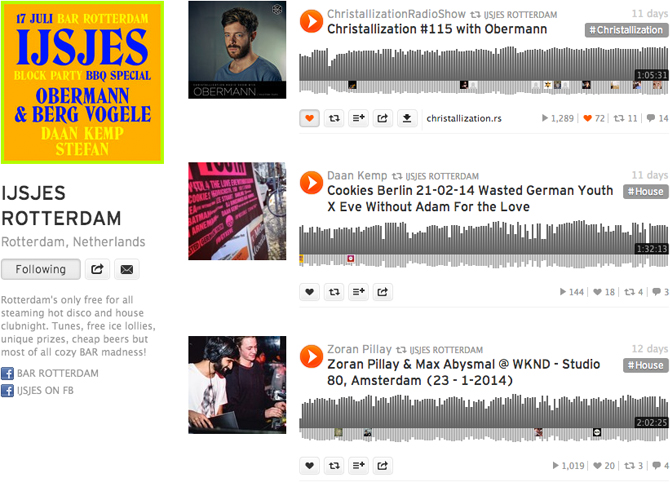 17 JULI BAR ROTTERDAM
IJSJES
BLOCK PARTY BBQ SPECIAL
OBERMANN
& BERG VOGELE
DAAN KEMP
STEFAN
IJSJES
ROTTERDAM
Rotterdam, Netherlands
Following
Rotterdam's only free for all
steaming hot disco and house
clubnight. Tunes, free ice lollies,
unique prizes, cheap beers but
most of all cozy BAR madness!
BAR ROTTERDAM
IJSJES ON FB
OBERMANN
ChristallizationRadioShow IJSJES ROTTERDAM 11 days
Christallization #115 with Obermann #Christallization
1:05:31
christallization.rs 1,289 72 11 14
Daan Kemp IJSJES ROTTERDAM 11 days
Cookies Berlin 21-02-14 Wasted German Youth #House
X Eve Without Adam For the Love
1:32:13
144 18 4 3
Zoran Pillay IJSJES ROTTERDAM 12 days
Zoran Pillay & Max Abysmal @ WKND - Studio #House
80, Amsterdam (23 - 1-2014)
2:02:25
1,019 20 3 4